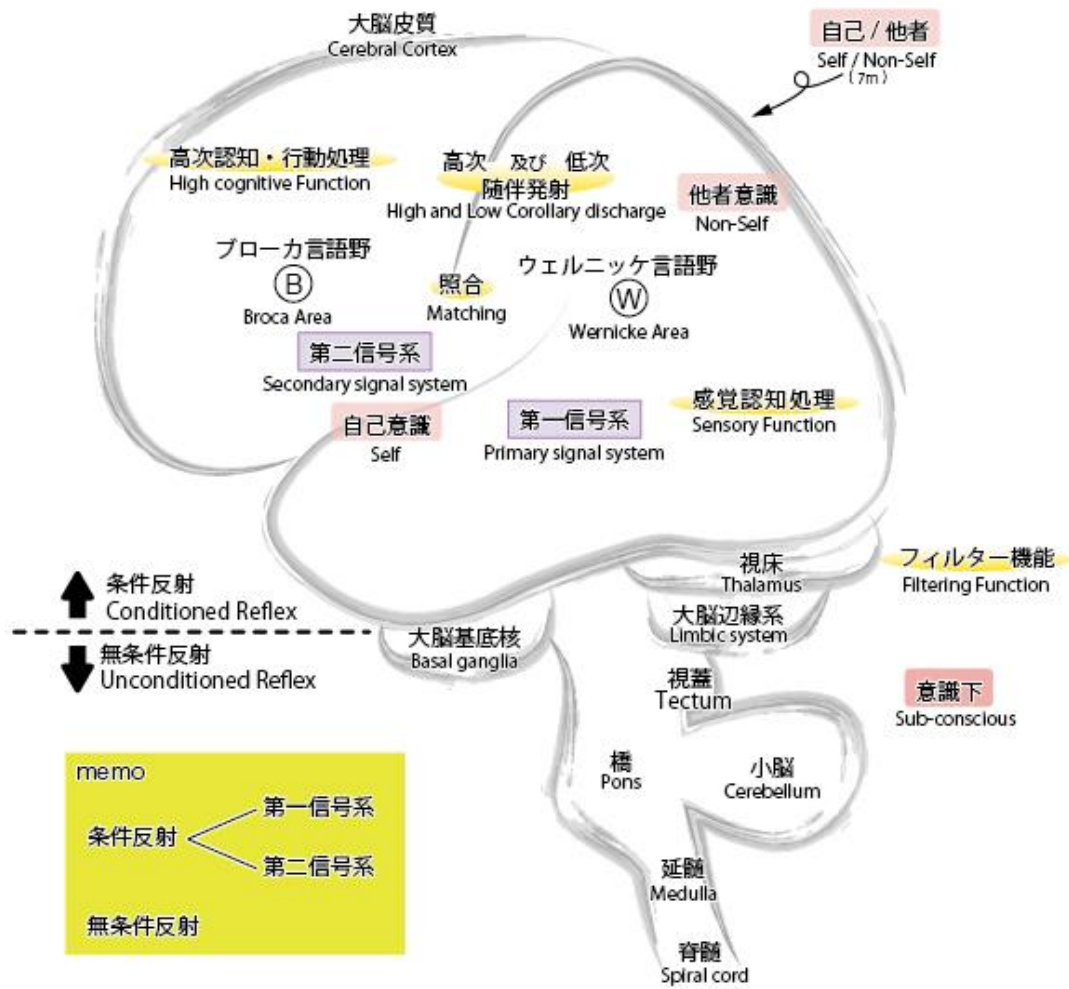 大脳皮質
Cerebral Cortex
自己 / 他者
Self / Non-Self
(7m)
高次認知・行動処理
High cognitive Function
高次 及び 低次
随伴発射
High and Low Corollary discharge
他者意識
Non-Self
ブローカ言語野
B
Broca Area
照合
Matching
ウェルニッケ言語野
W
Wernicke Area
第二信号系
Secondary signal system
自己意識
Self
第一信号系
Primary signal system
感覚認知処理
Sensory Function
視床
Thalamus
フィルター機能
Filtering Function
条件反射
Conditioned Reflex
大脳辺縁系
Limbic system
大脳基底核
Basal ganglia
無条件反射
Unconditioned Reflex
視蓋
Tectum
意識下
Sub-conscious
橋
Pons
小脳
Cerebellum
延髄
Medulla
脊髄
Spiral cord
memo
条件反射
第一信号系
第二信号系
無条件反射